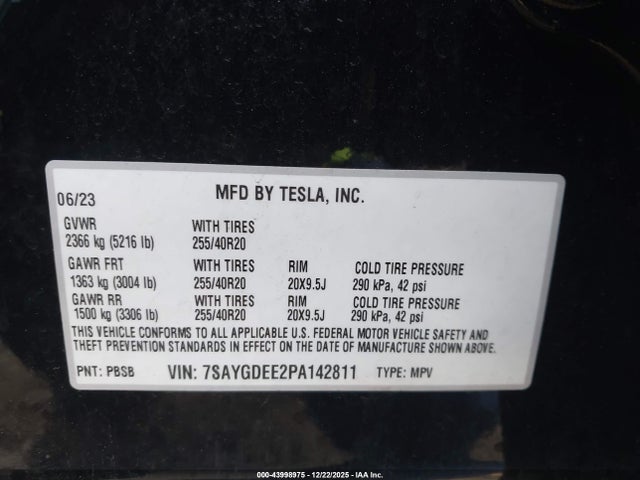 06/23 MFD BY TESLA, INC.
GVWR WITH TIRES
2366 kg (5216 lb) 255/40R20
GAWR FRT WITH TIRES RIM COLD TIRE PRESSURE
1363 kg (3004 lb) 255/40R20 20X9.5J 290 kPa, 42 psi
GAWR RR WITH TIRES RIM COLD TIRE PRESSURE
1500 kg (3306 lb) 255/40R20 20X9.5J 290 kPa, 42 psi
THIS VEHICLE CONFORMS TO ALL APPLICABLE U.S. FEDERAL MOTOR VEHICLE SAFETY AND
THEFT PREVENTION STANDARDS IN EFFECT ON THE DATE OF MANUFACTURE SHOWN ABOVE.
PNT: PBSB VIN: 7SAYGDEE2PA142811 TYPE: MPV
000-43998975 - 12/22/2025 - IAA Inc.